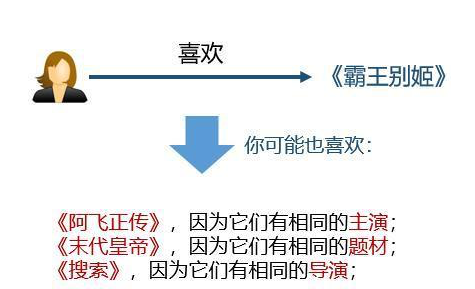 喜欢
《霸王别姬》
你可能也喜欢：
《阿飞正传》，因为它们有相同的主演；
《末代皇帝》，因为它们有相同的题材；
《搜索》，因为它们有相同的导演；